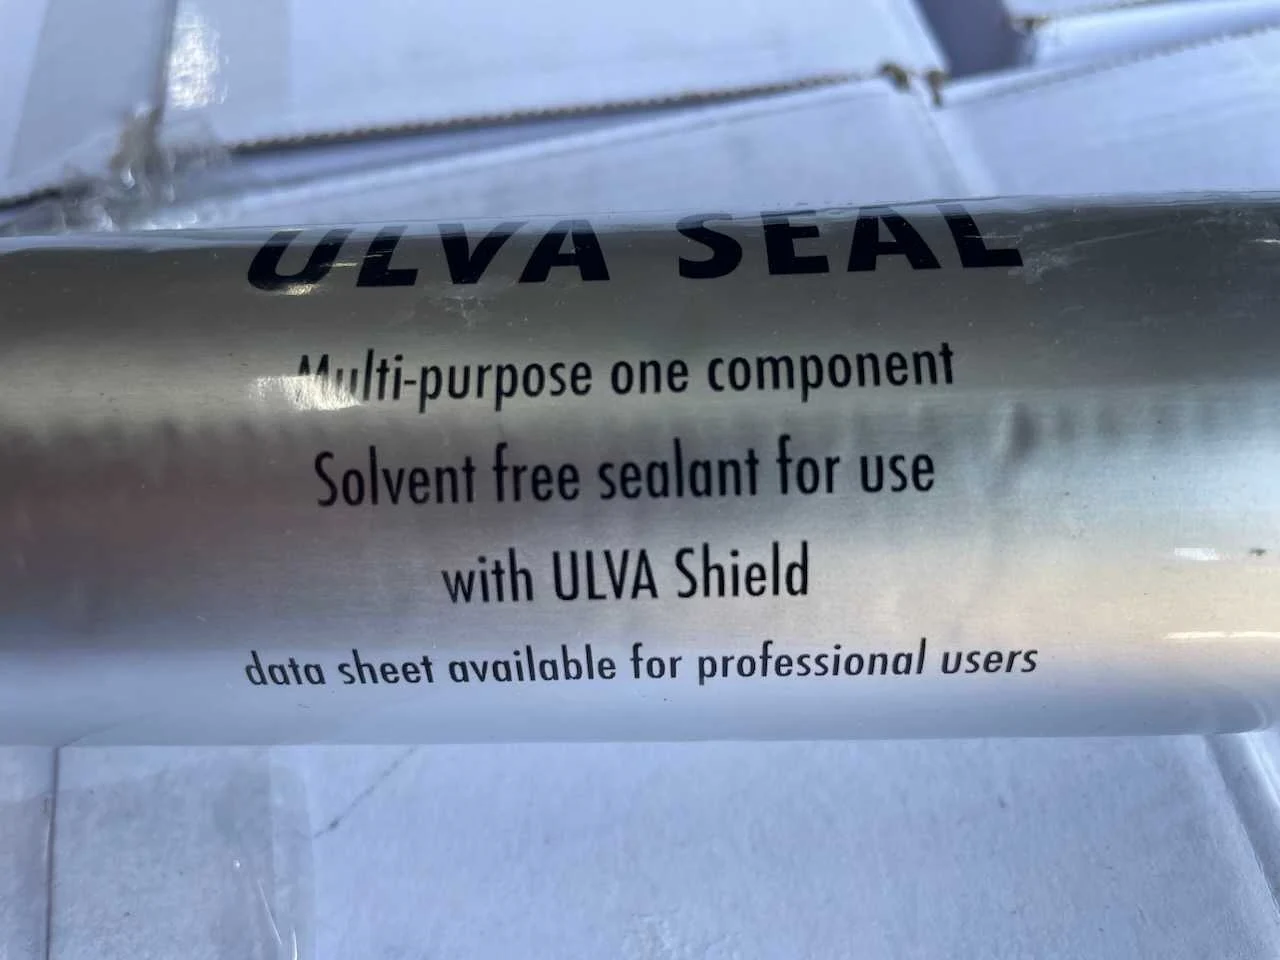 ULVA SEAL
Multi-purpose one component
Solvent free sealant for use
with ULVA Shield
data sheet available for professional users